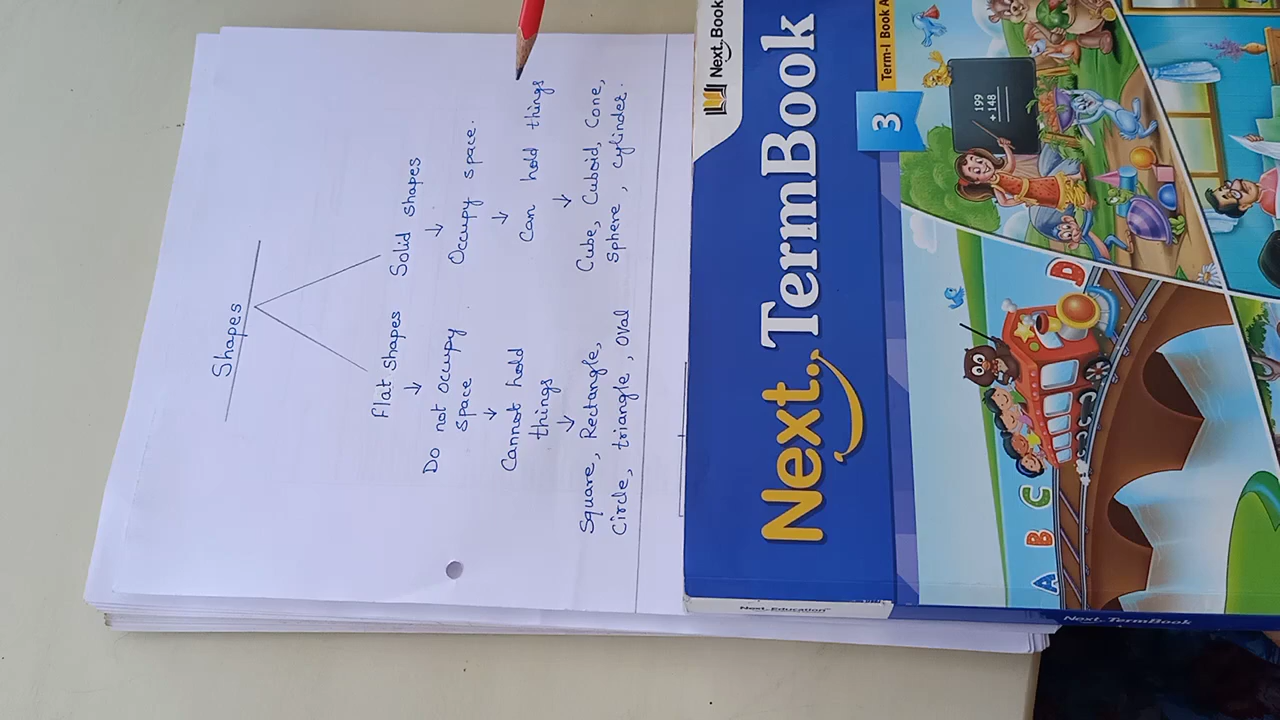 Shapes
Flat shapes Solid shapes
↓ ↓
Do not occupy Occupy space.
space
↓ ↓
Cannot hold Can hold things
things
↓ ↓
Square, Rectangle, Cube, Cuboid, Cone,
Circle, triangle, Oval Sphere, Cylinder.
Next Book
Next TermBook
3
Term-I Book A
199
+ 148
A B C D
Next Education
Next TermBook